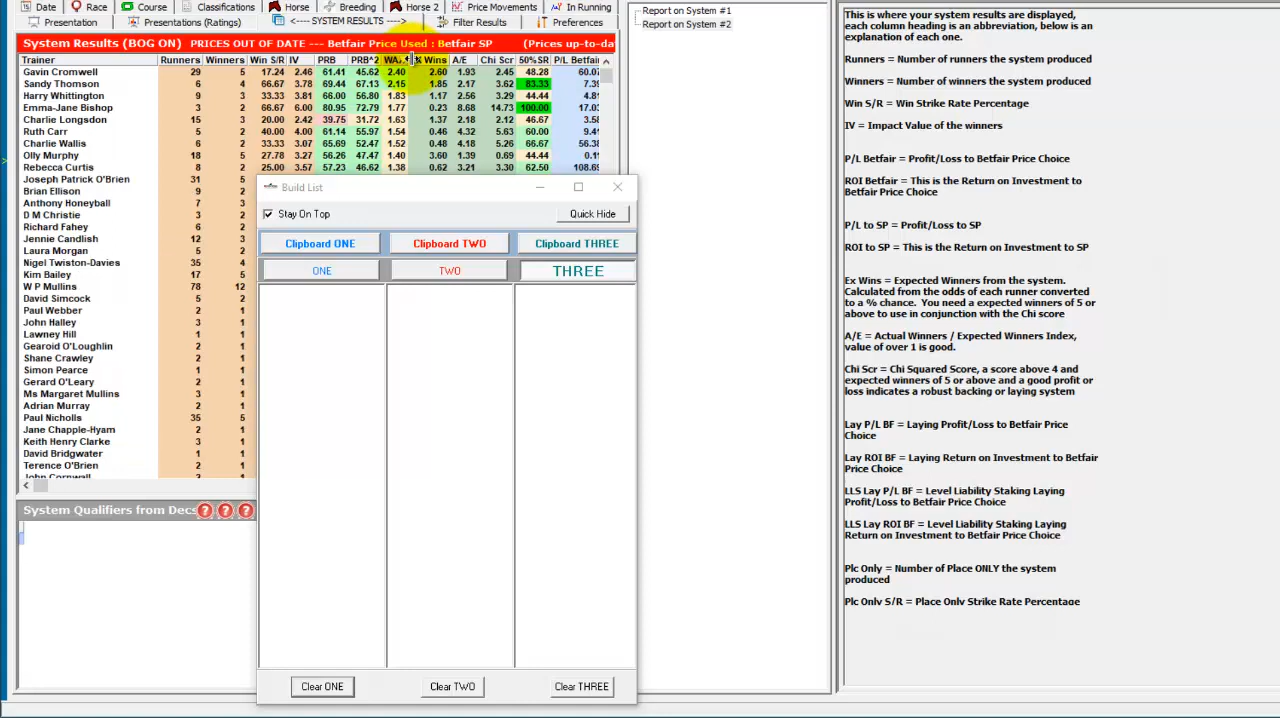 Date Race Course Classifications Horse Breeding Horse 2 Price Movements In Running
Presentation Presentations (Ratings) <--- SYSTEM RESULTS ---> Filter Results Preferences
System Results (BOG ON) PRICES OUT OF DATE --- Betfair Price Used : Betfair SP (Prices up-to-da
Trainer Runners Winners Win S/R IV PRB PRB^2 Wins A/E Chi Scr 50%SR P/L Betfair
Gavin Cromwell 29 5 17.24 2.46 61.41 45.62 2.40 2.60 1.93 2.45 48.28 60.07
Sandy Thomson 6 4 66.67 3.78 69.44 67.13 2.15 1.85 2.17 3.62 83.33 7.39
Harry Whittington 3 2 66.67 3.80 66.00 56.80 1.83 1.17 2.56 3.29 44.44 4.81
Emma-Jane Bishop 3 2 66.67 6.00 80.95 72.79 1.77 0.23 8.68 14.73 100.00 17.03
Charlie Longsdon 15 3 20.00 2.42 39.75 31.72 1.63 1.37 2.18 2.12 46.67 3.58
Ruth Carr 5 2 40.00 4.00 61.14 55.97 1.54 0.46 4.32 5.63 60.00 9.41
Charlie Wallis 6 2 33.33 3.07 65.69 52.47 1.52 0.48 4.18 5.26 66.67 56.38
Olly Murphy 18 5 27.78 3.27 56.26 47.47 1.40 3.60 1.39 0.69 44.44 0.11
Rebecca Curtis 8 2 25.00 3.57 57.23 46.62 1.38 0.62 3.21 3.30 62.50 108.69
Joseph Patrick O'Brien 31 5
Brian Ellison 9 2
Anthony Honeyball 7 2
D M Christie 3 2
Richard Fahey 6 2
Jennie Candlish 12 3
Laura Morgan 5 2
Nigel Twiston-Davies 35 4
Kim Bailey 17 5
W P Mullins 78 12
David Simcock 5 2
Paul Webber 2 1
John Halley 3 1
Lawney Hill 1 1
Gearoid O'Loughlin 2 1
Shane Crawley 2 1
Simon Pearce 1 1
Gerard O'Leary 2 1
Ms Margaret Mullins 3 1
Adrian Murray 2 1
Paul Nicholls 35 5
Jane Chapple-Hyam 2 1
Keith Henry Clarke 3 1
David Bridgwater 1 1
Terence O'Brien 2 1
John Cornwall 1 1
System Qualifiers from Decs ? ? ?
Build List
Stay On Top Quick Hide
Clipboard ONE Clipboard TWO Clipboard THREE
ONE TWO THREE
Clear ONE Clear TWO Clear THREE
Report on System #1
Report on System #2
This is where your system results are displayed,
each column heading is an abbreviation, below is an
explanation of each one.
Runners = Number of runners the system produced
Winners = Number of winners the system produced
Win S/R = Win Strike Rate Percentage
IV = Impact Value of the winners
P/L Betfair = Profit/Loss to Betfair Price Choice
ROI Betfair = This is the Return on Investment to
Betfair Price Choice
P/L to SP = Profit/Loss to SP
ROI to SP = This is the Return on Investment to SP
Ex Wins = Expected Winners from the system.
Calculated from the odds of each runner converted
to a % chance. You need a expected winners of 5 or
above to use in conjunction with the Chi score
A/E = Actual Winners / Expected Winners Index,
value of over 1 is good.
Chi Scr = Chi Squared Score, a score above 4 and
expected winners of 5 or above and a good profit or
loss indicates a robust backing or laying system
Lay P/L BF = Laying Profit/Loss to Betfair Price
Choice
Lay ROI BF = Laying Return on Investment to Betfair
Price Choice
LLS Lay P/L BF = Level Liability Staking Laying
Profit/Loss to Betfair Price Choice
LLS Lay ROI BF = Level Liability Staking Laying
Return on Investment to Betfair Price Choice
Plc Only = Number of Place ONLY the system
produced
Plc Only S/R = Place Only Strike Rate Percentage